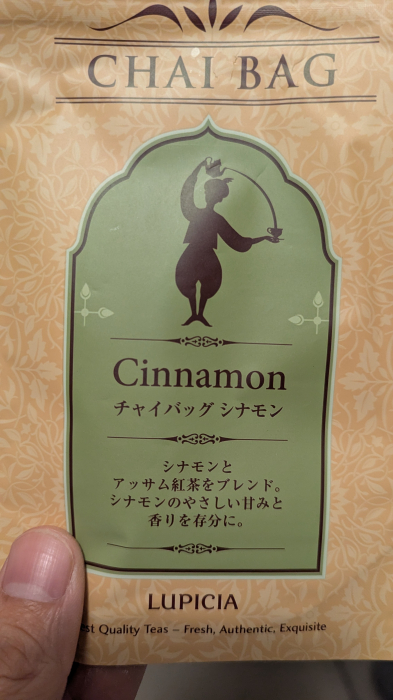 CHAI BAG
Cinnamon
チャイバッグ シナモン
シナモンと
アッサム紅茶をブレンド。
シナモンのやさしい甘みと
香りを存分に。
LUPICIA
Quality Teas – Fresh, Authentic, Exquisite